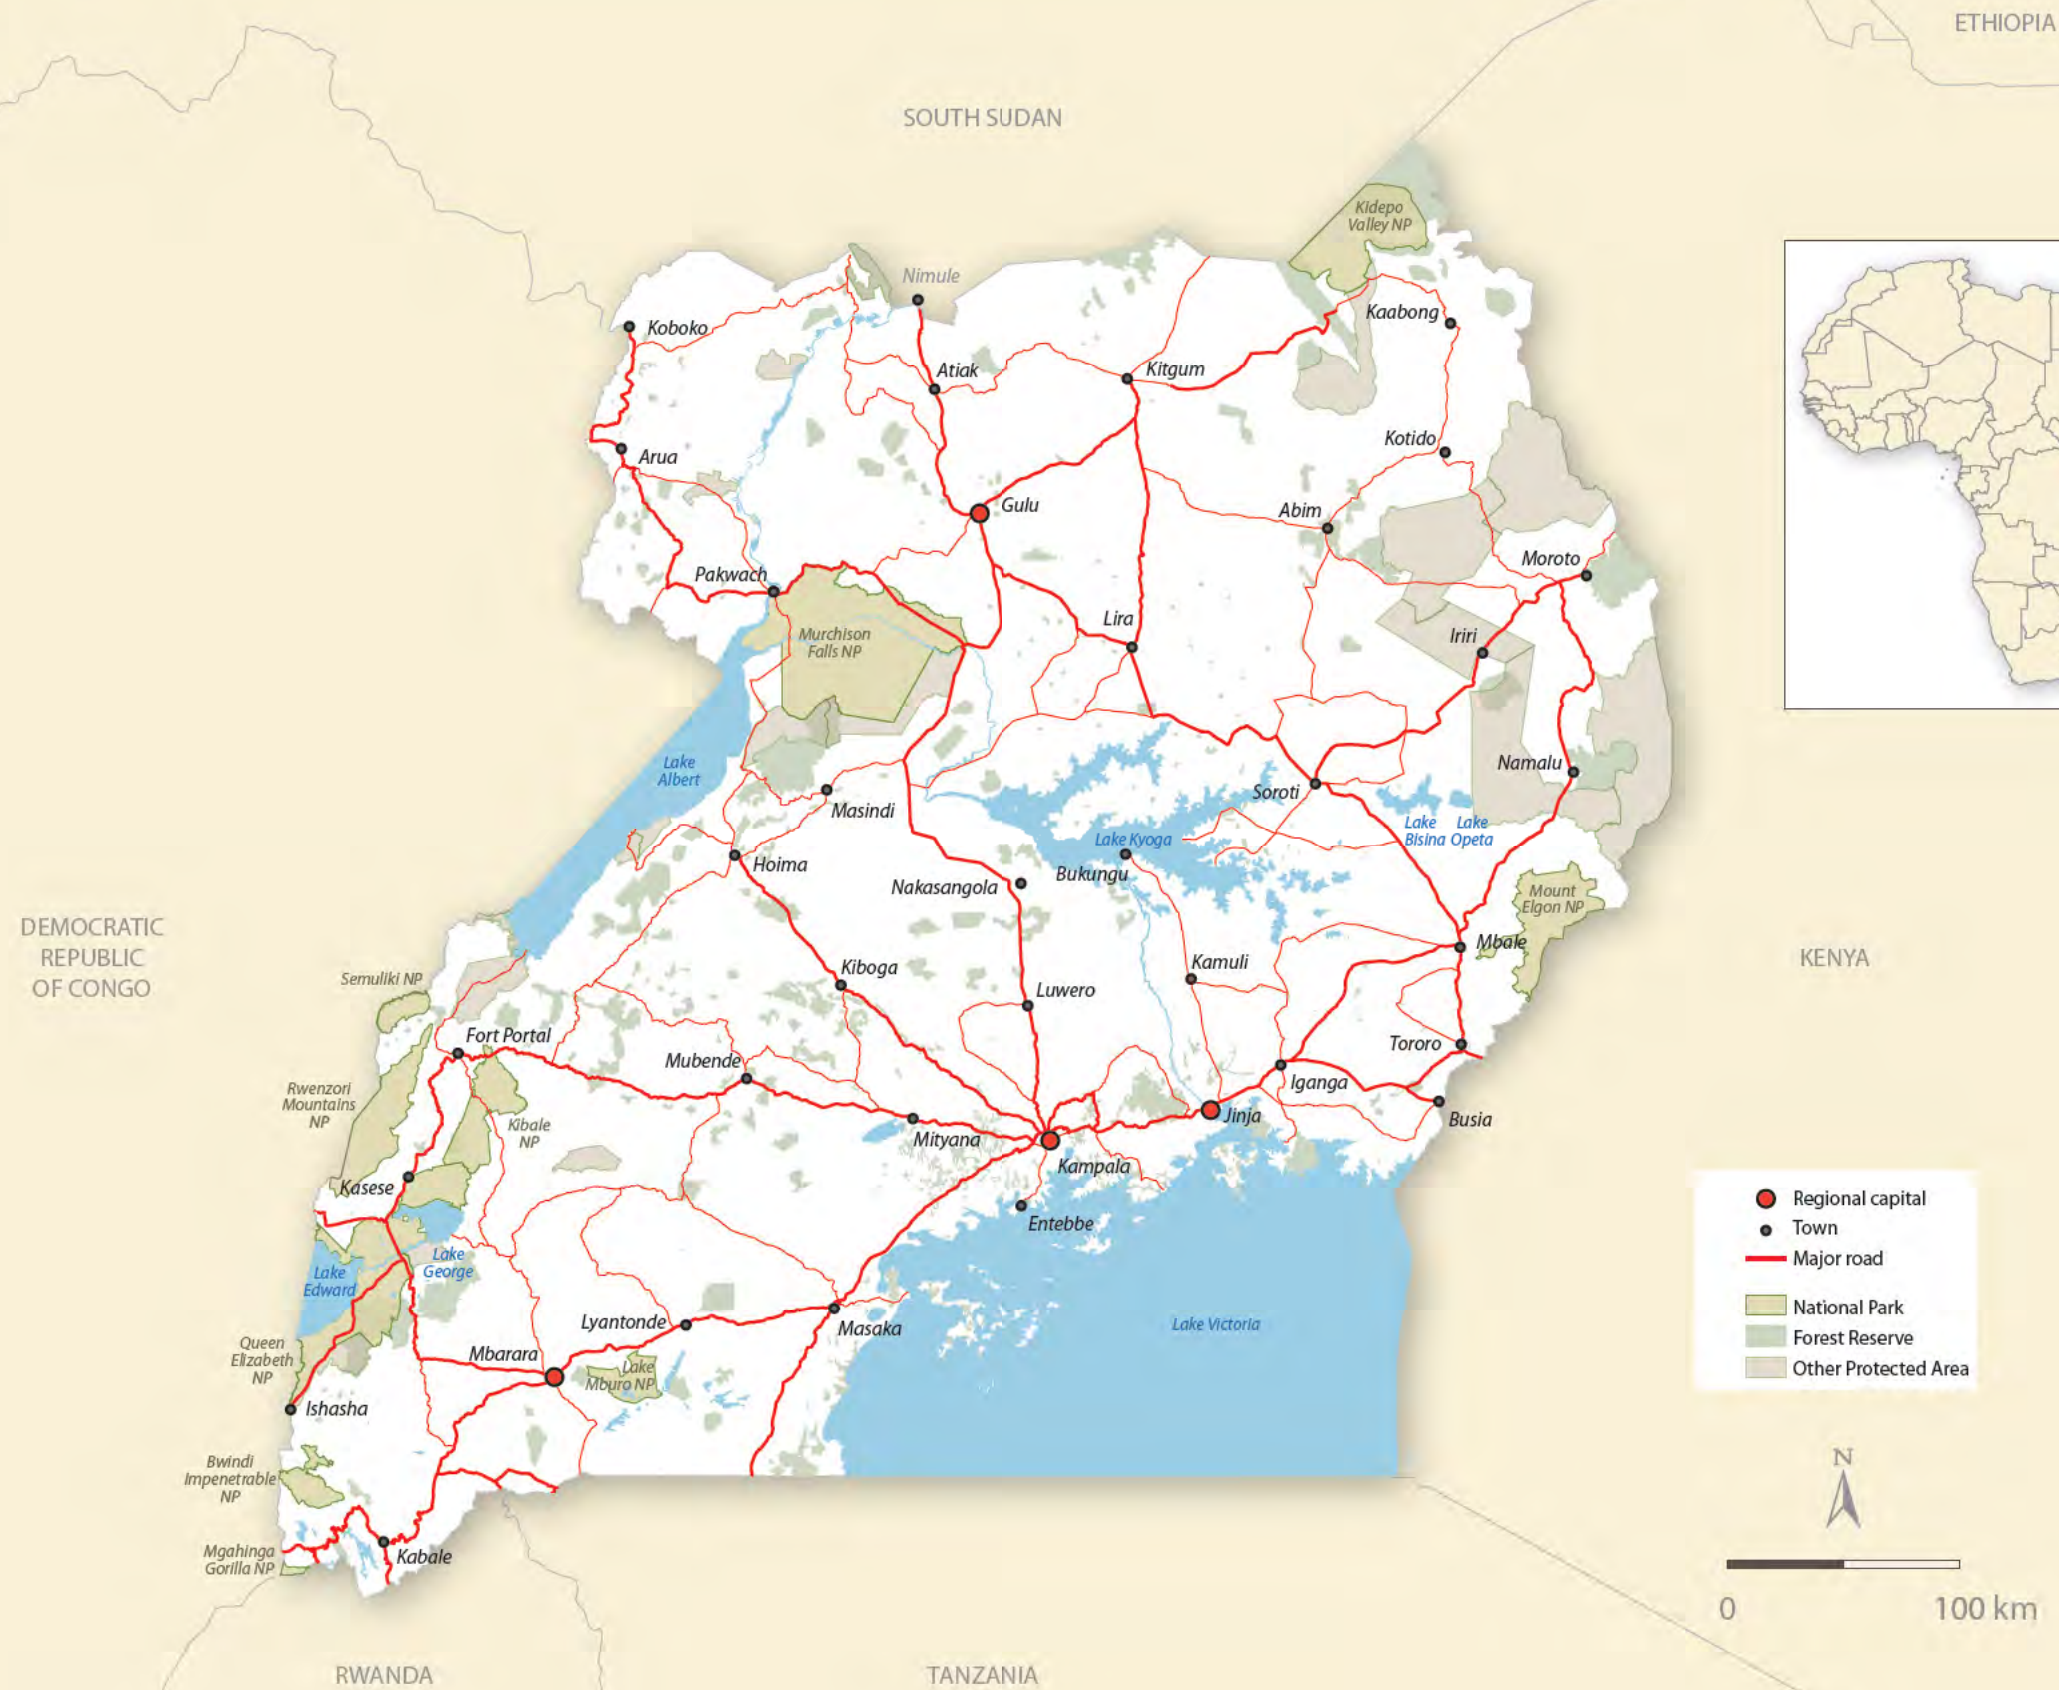 ETHIOPIA
SOUTH SUDAN
Kidepo
Valley NP
Nimule
Koboko
Kaabong
Atiak
Kitgum
Kotido
Arua
Gulu
Abim
Moroto
Pakwach
Lira
Murchison
Falls NP
Iriri
Lake
Albert
Namalu
Soroti
Masindi
Lake Lake
Bisina Opeta
Lake Kyoga
Hoima
Bukungu
Nakasangola
Mount
Elgon NP
DEMOCRATIC
REPUBLIC
OF CONGO
Mbale
KENYA
Kiboga
Kamuli
Semuliki NP
Luwero
Fort Portal
Tororo
Mubende
Iganga
Rwenzori
Mountains
NP
Jinja
Busia
Kibale
NP
Mityana
Kampala
Kasese
Entebbe
Lake
George
Lake
Edward
Lyantonde
Masaka
Lake Victoria
Queen
Elizabeth
NP
Mbarara
Lake
Mburo NP
Ishasha
Bwindi
Impenetrable
NP
Mgahinga
Gorilla NP
Kabale
RWANDA
TANZANIA
Regional capital
Town
Major road
National Park
Forest Reserve
Other Protected Area
N
0 100 km